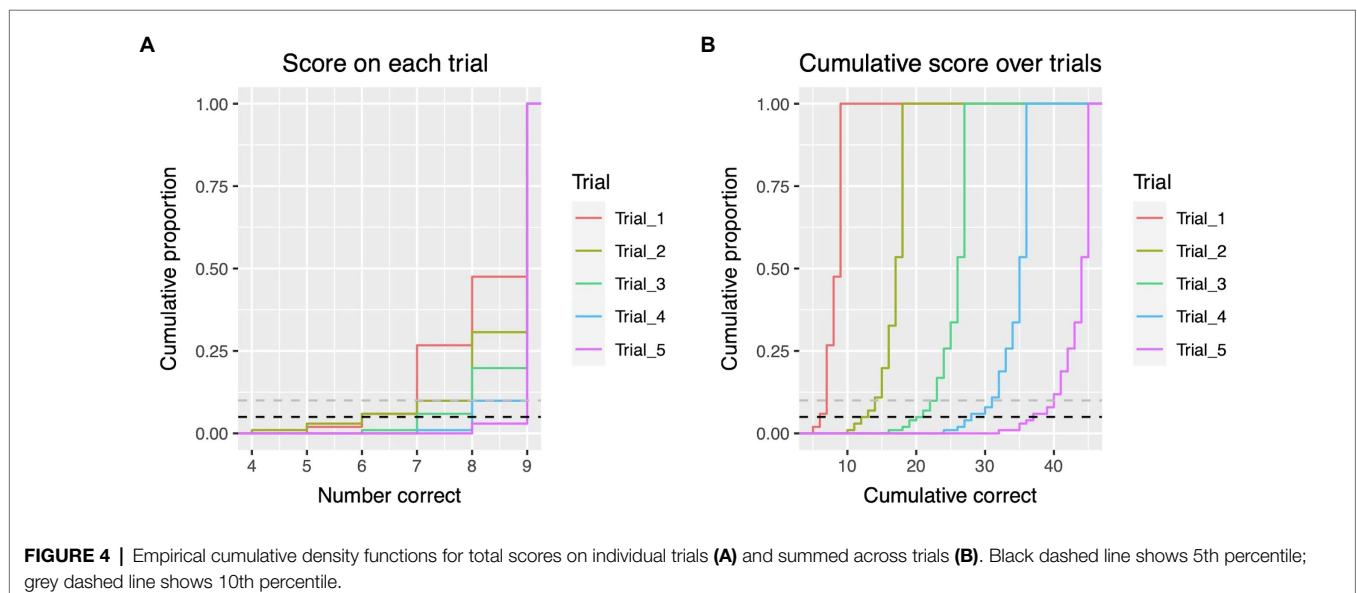 A
Score on each trial
Cumulative proportion
1.00
0.75
0.50
0.25
0.00
4 5 6 7 8 9
Number correct
Trial
Trial_1
Trial_2
Trial_3
Trial_4
Trial_5
B
Cumulative score over trials
Cumulative proportion
1.00
0.75
0.50
0.25
0.00
10 20 30 40
Cumulative correct
Trial
Trial_1
Trial_2
Trial_3
Trial_4
Trial_5
FIGURE 4 | Empirical cumulative density functions for total scores on individual trials (A) and summed across trials (B). Black dashed line shows 5th percentile;
grey dashed line shows 10th percentile.